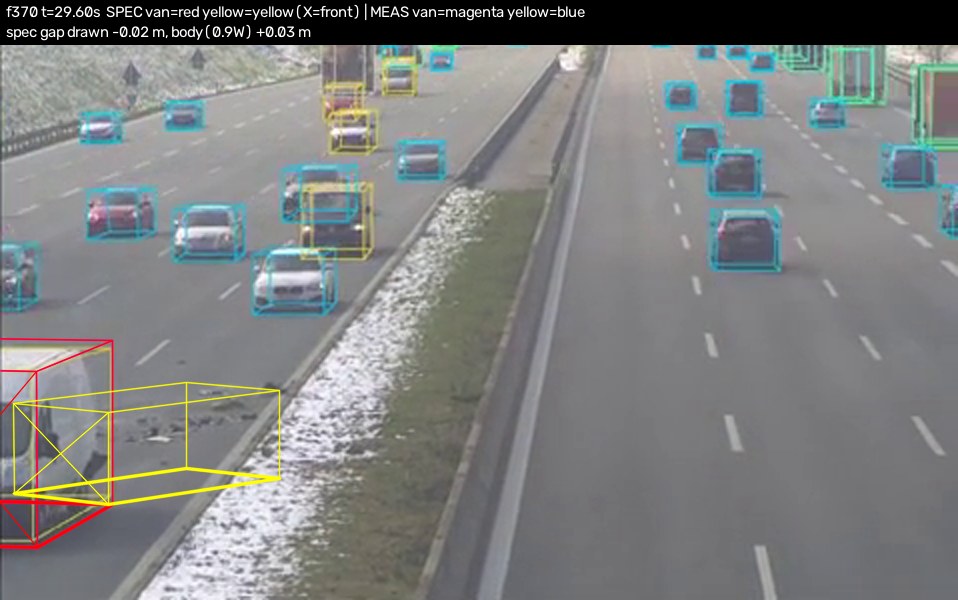 f370 t=29.60s SPEC van=red yellow=yellow (X=front) | MEAS van=magenta yellow=blue
spec gap drawn -0.02 m, body (0.9W) +0.03 m